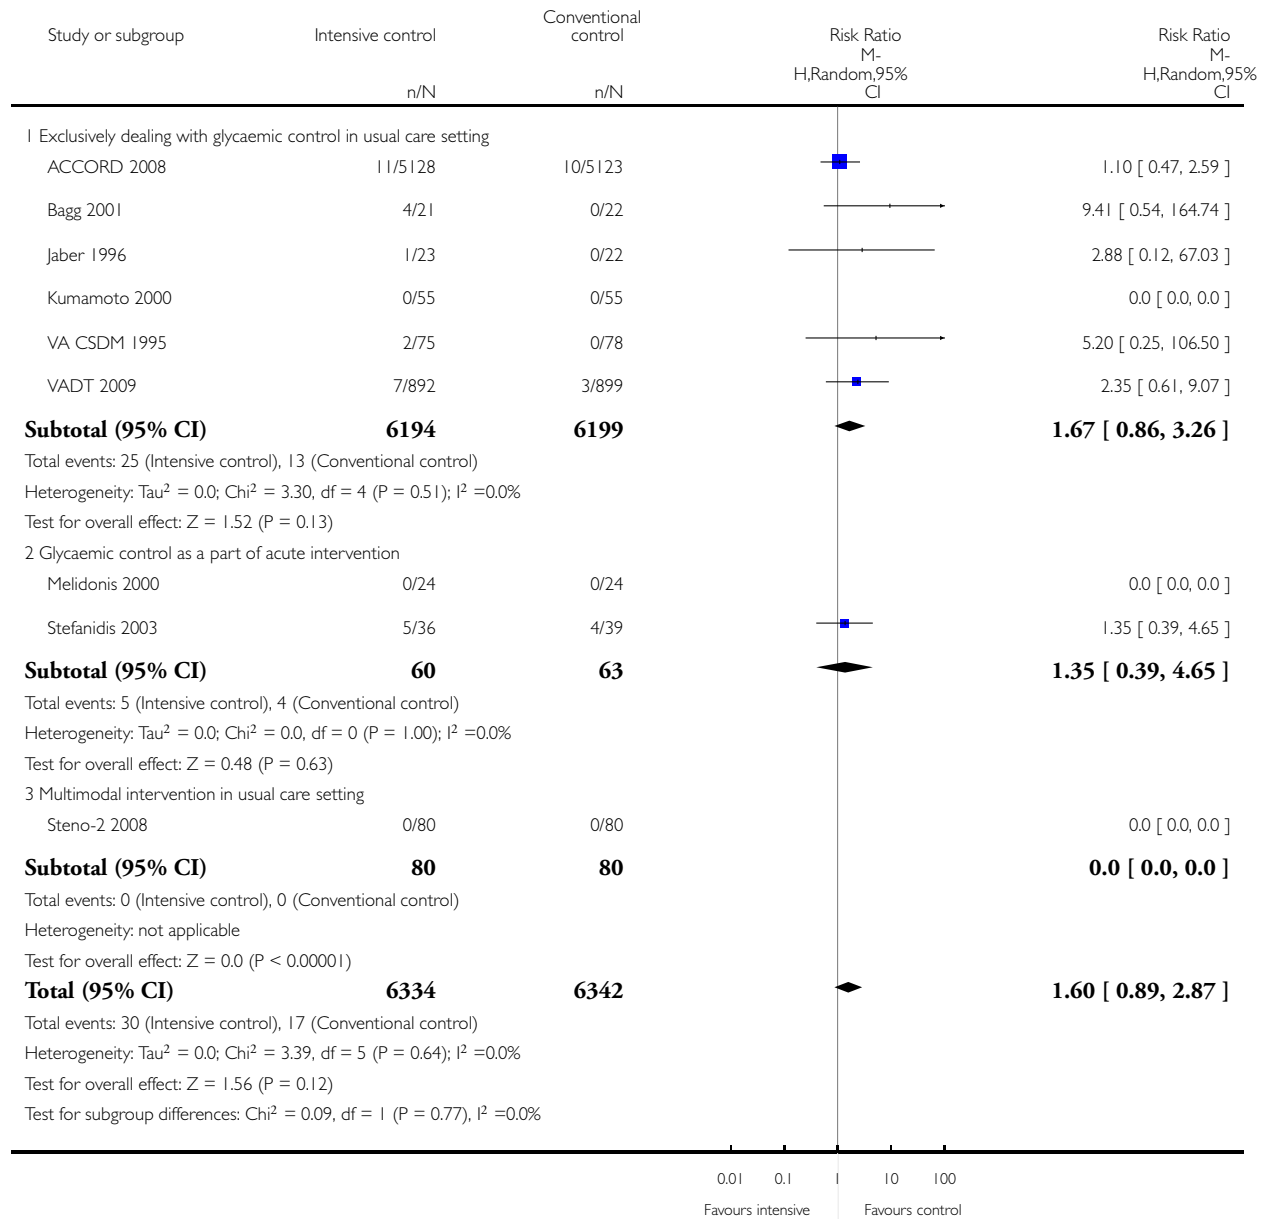 Study or subgroup Intensive control Conventional control Risk Ratio Risk Ratio
n/N n/N M-H,Random,95% CI M-H,Random,95% CI
1 Exclusively dealing with glycaemic control in usual care setting
ACCORD 2008 11/5128 10/5123 1.10 [ 0.47, 2.59 ]
Bagg 2001 4/21 0/22 9.41 [ 0.54, 164.74 ]
Jaber 1996 1/23 0/22 2.88 [ 0.12, 67.03 ]
Kumamoto 2000 0/55 0/55 0.0 [ 0.0, 0.0 ]
VA CSDM 1995 2/75 0/78 5.20 [ 0.25, 106.50 ]
VADT 2009 7/892 3/899 2.35 [ 0.61, 9.07 ]
Subtotal (95% CI) 6194 6199 1.67 [ 0.86, 3.26 ]
Total events: 25 (Intensive control), 13 (Conventional control)
Heterogeneity: Tau² = 0.0; Chi² = 3.30, df = 4 (P = 0.51); I² =0.0%
Test for overall effect: Z = 1.52 (P = 0.13)
2 Glycaemic control as a part of acute intervention
Melidonis 2000 0/24 0/24 0.0 [ 0.0, 0.0 ]
Stefanidis 2003 5/36 4/39 1.35 [ 0.39, 4.65 ]
Subtotal (95% CI) 60 63 1.35 [ 0.39, 4.65 ]
Total events: 5 (Intensive control), 4 (Conventional control)
Heterogeneity: Tau² = 0.0; Chi² = 0.0, df = 0 (P = 1.00); I² =0.0%
Test for overall effect: Z = 0.48 (P = 0.63)
3 Multimodal intervention in usual care setting
Steno-2 2008 0/80 0/80 0.0 [ 0.0, 0.0 ]
Subtotal (95% CI) 80 80 0.0 [ 0.0, 0.0 ]
Total events: 0 (Intensive control), 0 (Conventional control)
Heterogeneity: not applicable
Test for overall effect: Z = 0.0 (P < 0.00001)
Total (95% CI) 6334 6342 1.60 [ 0.89, 2.87 ]
Total events: 30 (Intensive control), 17 (Conventional control)
Heterogeneity: Tau² = 0.0; Chi² = 3.39, df = 5 (P = 0.64); I² =0.0%
Test for overall effect: Z = 1.56 (P = 0.12)
Test for subgroup differences: Chi² = 0.09, df = 1 (P = 0.77), I² =0.0%
0.01 0.1 1 10 100
Favours intensive Favours control